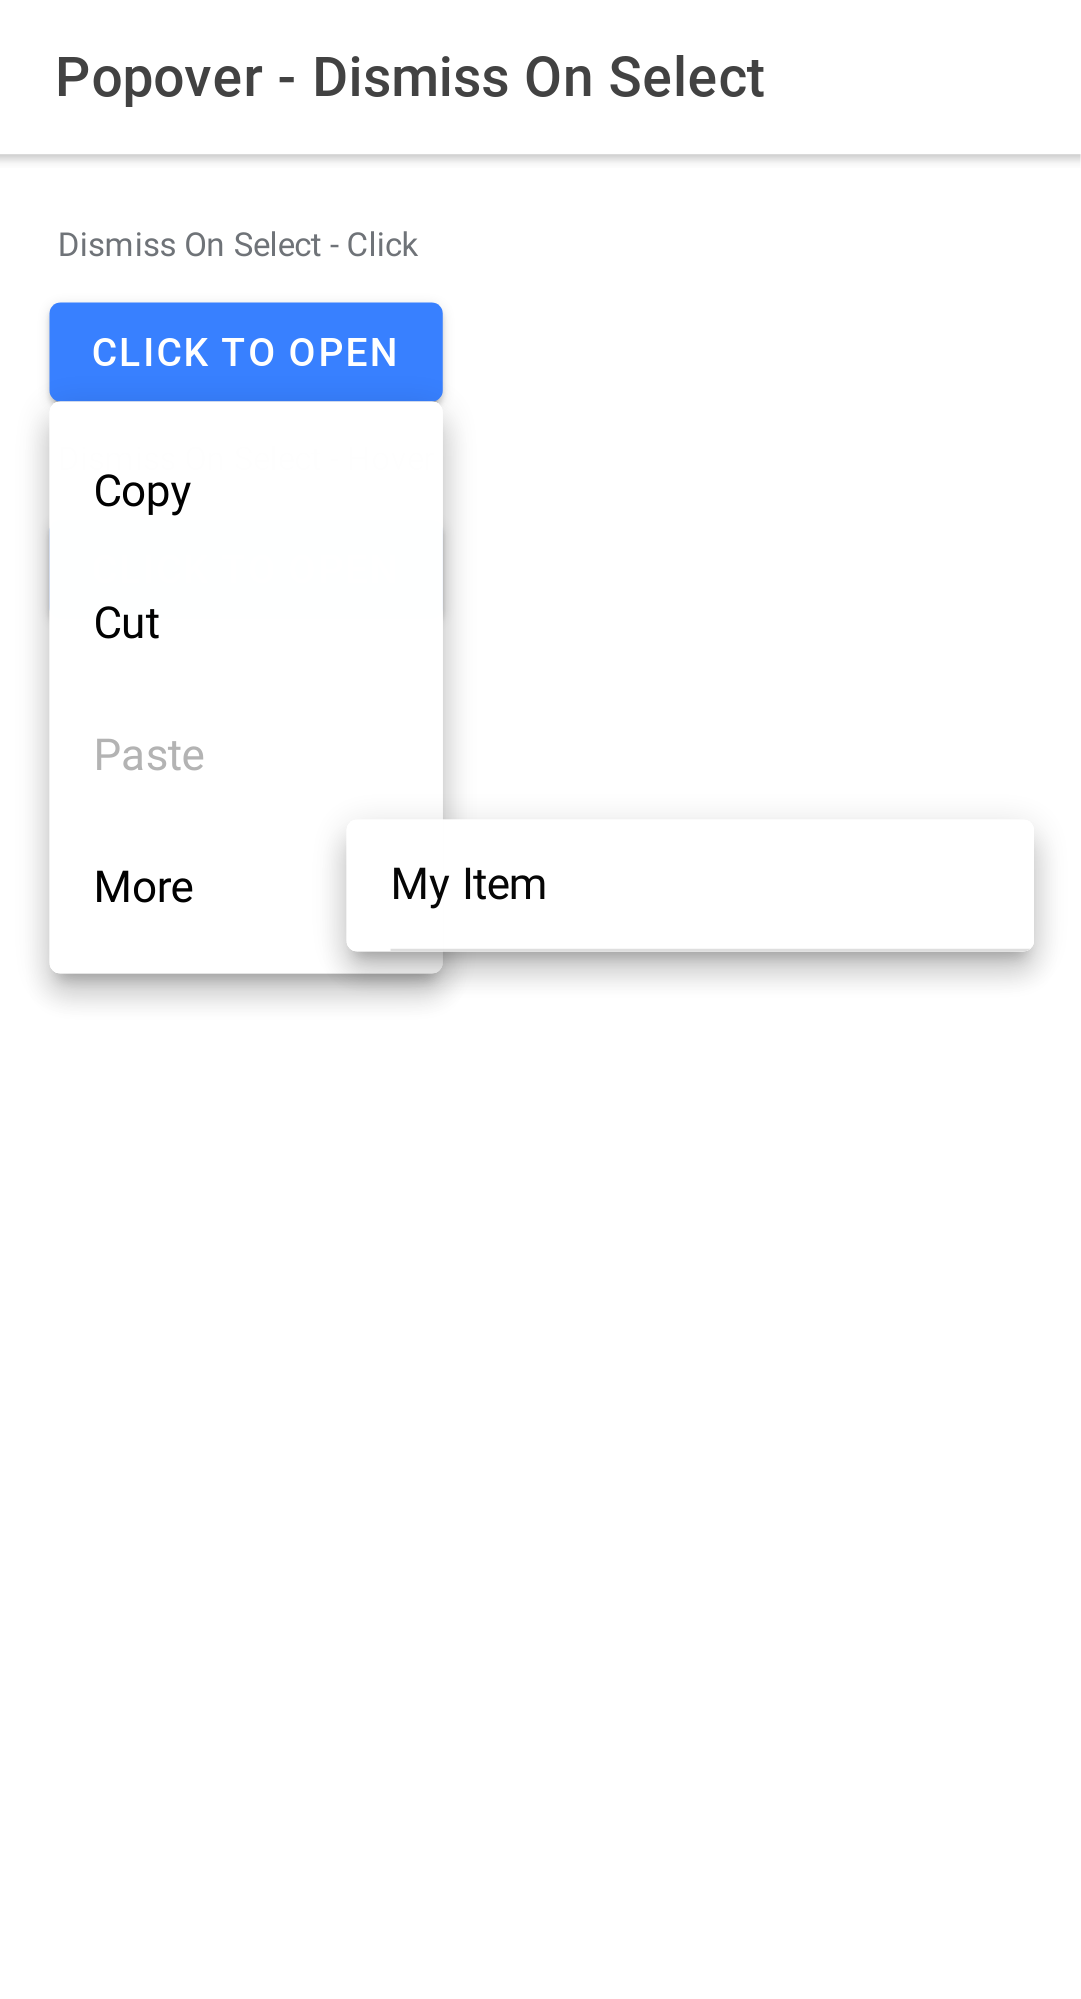 Popover - Dismiss On Select
Dismiss On Select - Click
CLICK TO OPEN
Copy
Cut
Paste
More
My Item